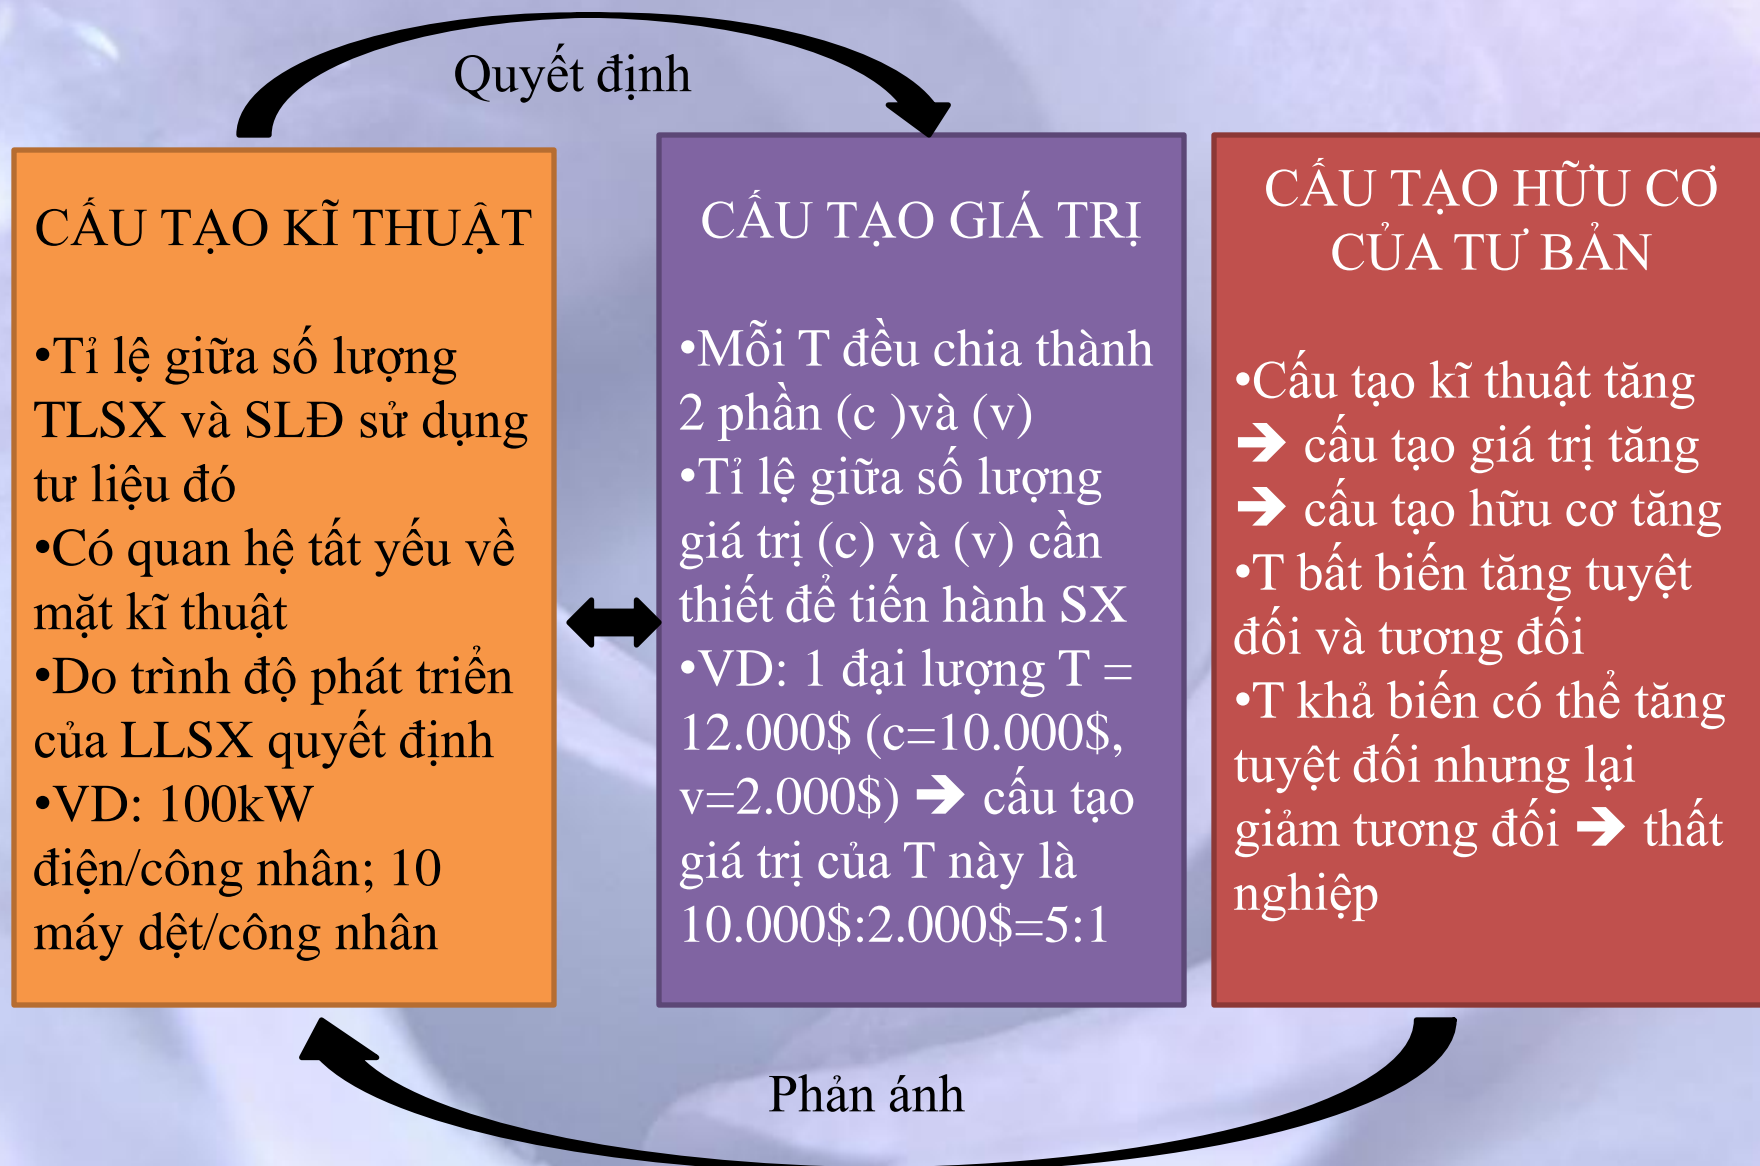 Quyết định
CẤU TẠO KĨ THUẬT
•Tỉ lệ giữa số lượng
TLSX và SLĐ sử dụng
tư liệu đó
•Có quan hệ tất yếu về
mặt kĩ thuật
•Do trình độ phát triển
của LLSX quyết định
•VD: 100kW
điện/công nhân; 10
máy dệt/công nhân
CẤU TẠO GIÁ TRỊ
•Mỗi T đều chia thành
2 phần (c )và (v)
•Tỉ lệ giữa số lượng
giá trị (c) và (v) cần
thiết để tiến hành SX
•VD: 1 đại lượng T =
12.000$ (c=10.000$,
v=2.000$) ➔ cấu tạo
giá trị của T này là
10.000$:2.000$=5:1
CẤU TẠO HỮU CƠ
CỦA TƯ BẢN
•Cấu tạo kĩ thuật tăng
➔ cấu tạo giá trị tăng
➔ cấu tạo hữu cơ tăng
•T bất biến tăng tuyệt
đối và tương đối
•T khả biến có thể tăng
tuyệt đối nhưng lại
giảm tương đối ➔ thất
nghiệp
Phản ánh